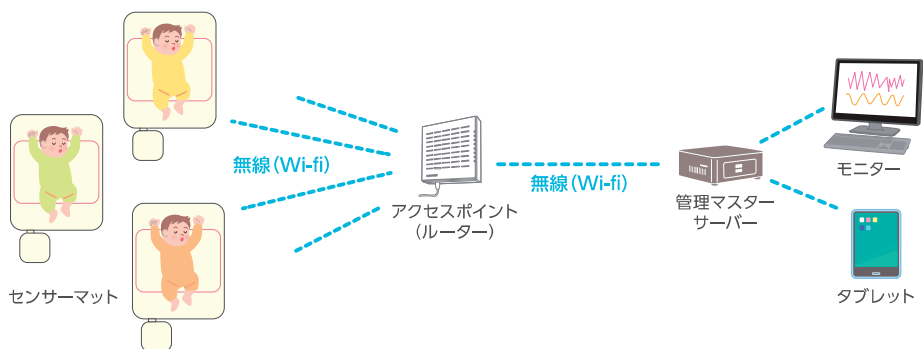 無線(Wi-fi)
無線(Wi-fi)
アクセスポイント
(ルーター)
管理マスター
サーバー
モニター
センサーマット
タブレット